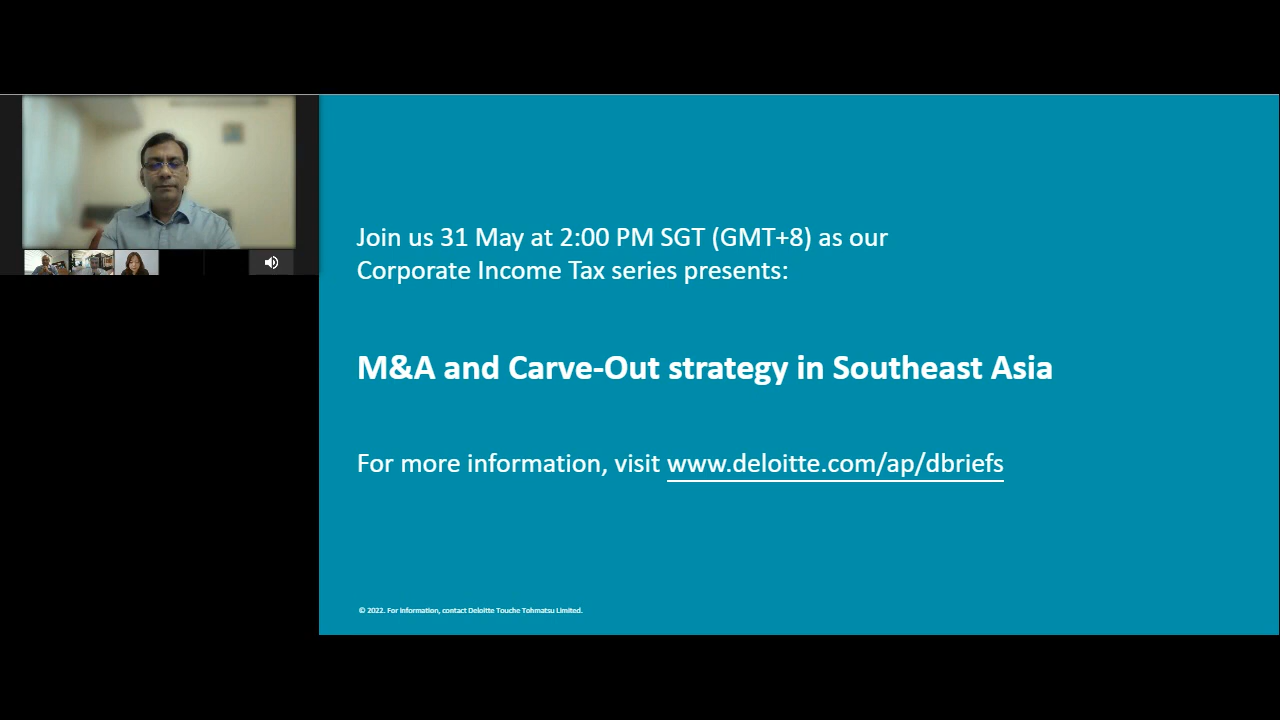 Join us 31 May at 2:00 PM SGT (GMT+8) as our
Corporate Income Tax series presents:
M&A and Carve-Out strategy in Southeast Asia
For more information, visit www.deloitte.com/ap/dbriefs
© 2022. For information, contact Deloitte Touche Tohmatsu Limited.